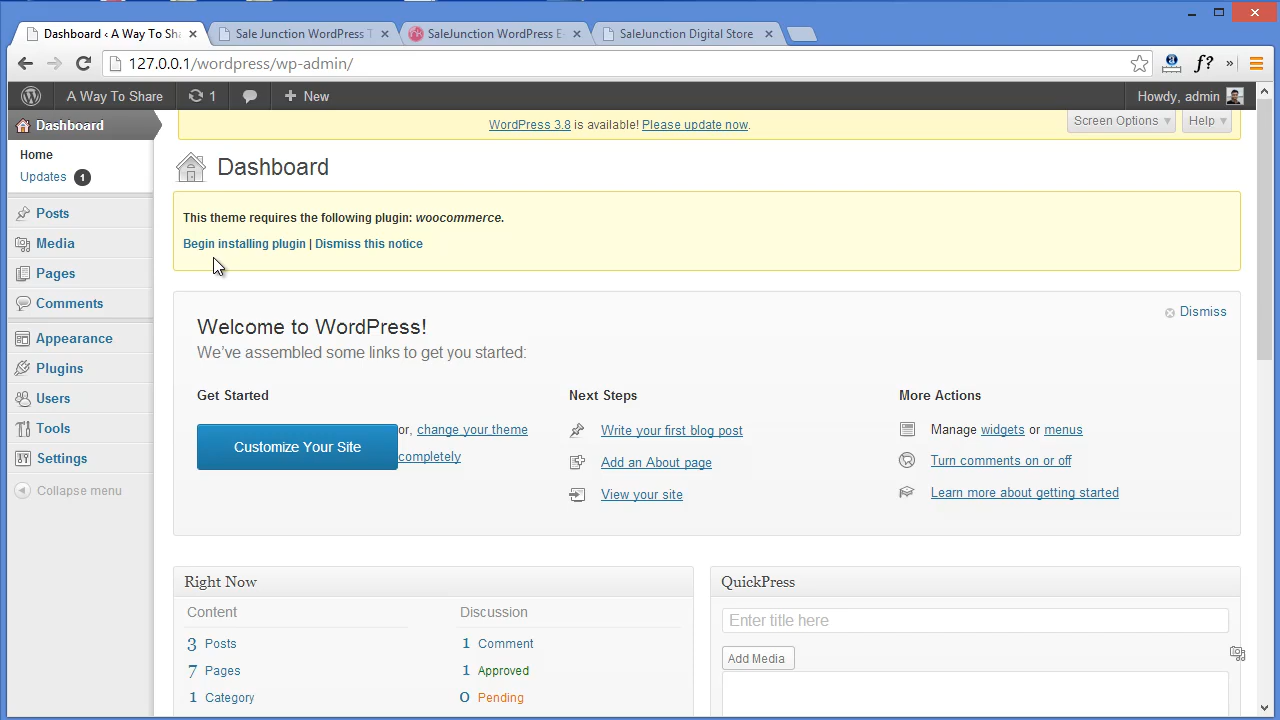 Dashboard ‹ A Way To Sha
Sale Junction WordPress T
SaleJunction WordPress E-
SaleJunction Digital Store
127.0.0.1/wordpress/wp-admin/
f?
»
A Way To Share
1
New
Howdy, admin
Dashboard
Home
Updates 1
Posts
Media
Pages
Comments
Appearance
Plugins
Users
Tools
Settings
Collapse menu
WordPress 3.8 is available! Please update now.
Screen Options
Help
Dashboard
This theme requires the following plugin: woocommerce.
Begin installing plugin | Dismiss this notice
Dismiss
Welcome to WordPress!
We've assembled some links to get you started:
Get Started
Customize Your Site
or, change your theme
completely
Next Steps
Write your first blog post
Add an About page
View your site
More Actions
Manage widgets or menus
Turn comments on or off
Learn more about getting started
Right Now
Content
3 Posts
7 Pages
1 Category
Discussion
1 Comment
1 Approved
0 Pending
QuickPress
Enter title here
Add Media